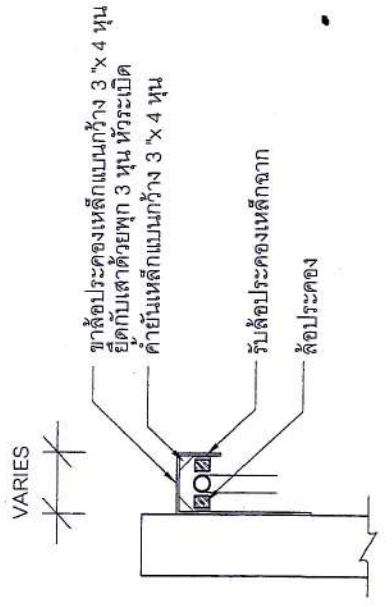 VARIES
ขาล้อประคองเหล็กแบนกว้าง 3 "x 4 หุน
ยึดกับเสาด้วยพุก 3 หุน หัวระเบิด
ค้ำยันเหล็กแบนกว้าง 3 "x 4 หุน
รับล้อประคองเหล็กฉาก
ล้อประคอง